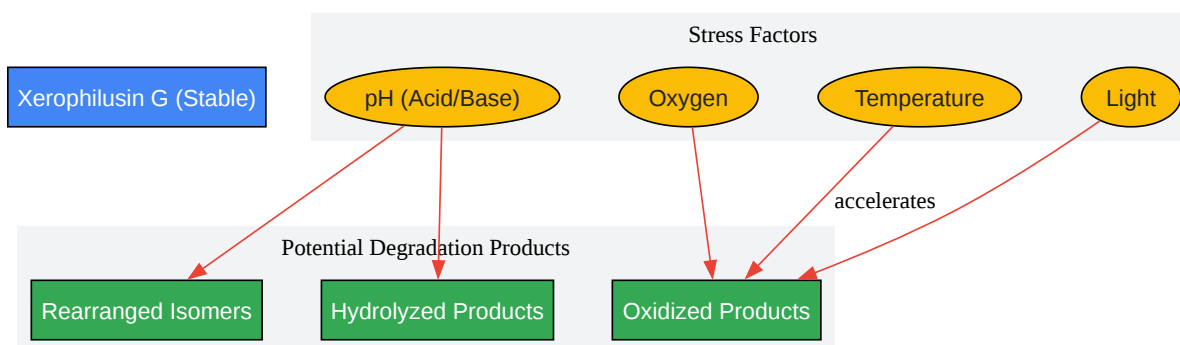 Stress Factors
Xerophilusin G (Stable)
pH (Acid/Base)
Oxygen
Temperature
Light
accelerates
Potential Degradation Products
Rearranged Isomers
Hydrolyzed Products
Oxidized Products